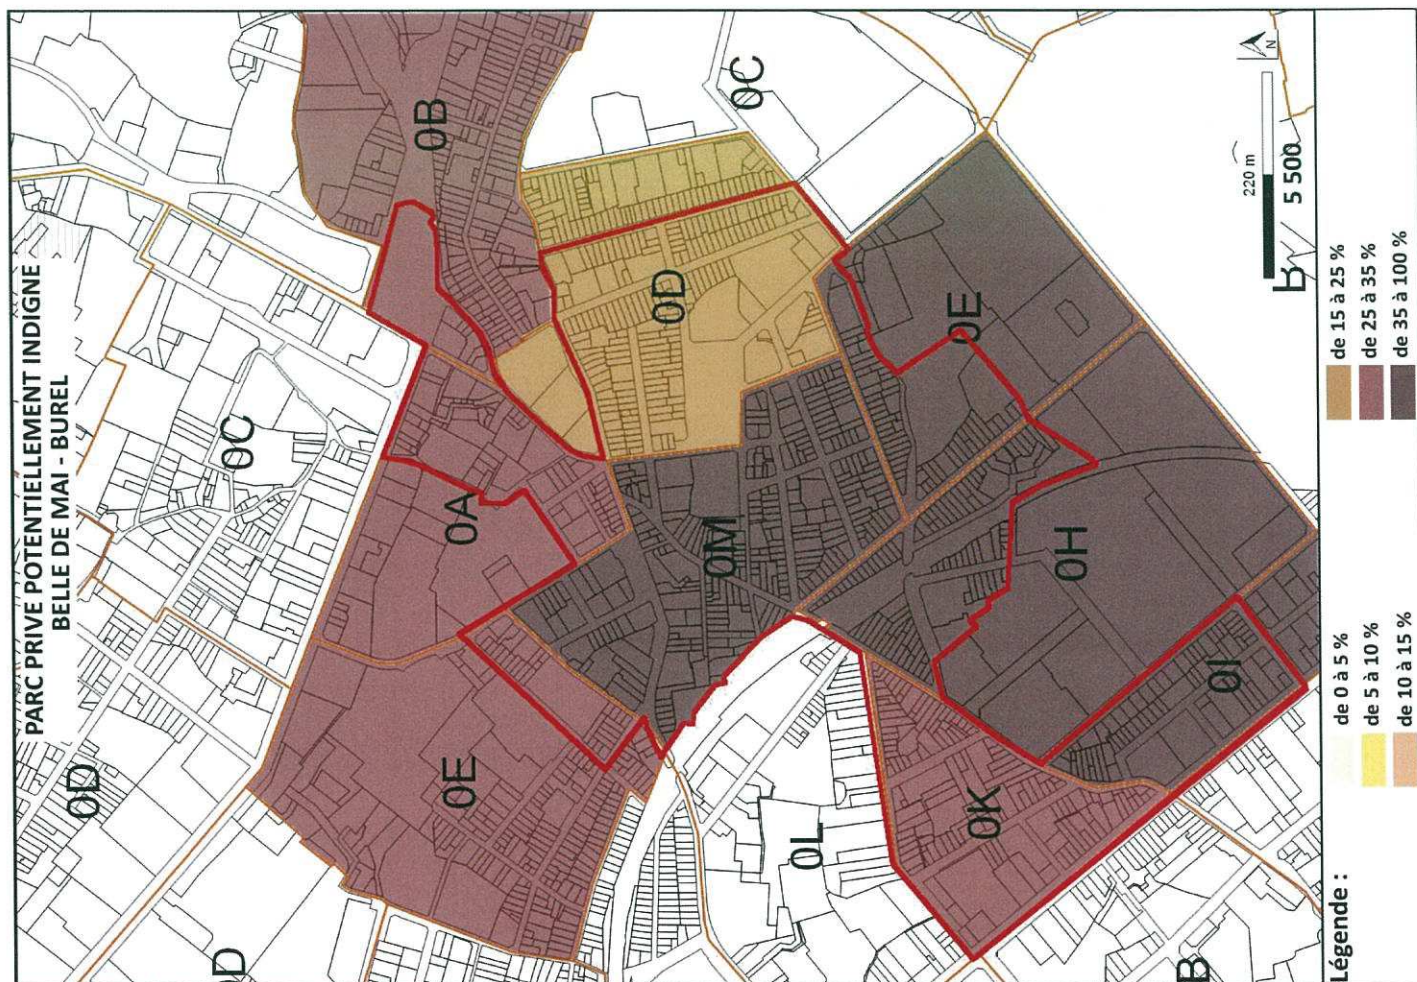 PARC PRIVE POTENTIELLEMENT INDIGNE
BELLE DE MAI - BUREL
0B
0C
0C
0D
0D
0A
0E
0E
0M
0H
0D
0L
0K
0I
B
N
220 m
5 500
Légende :
de 0 à 5 %
de 5 à 10 %
de 10 à 15 %
de 15 à 25 %
de 25 à 35 %
de 35 à 100 %